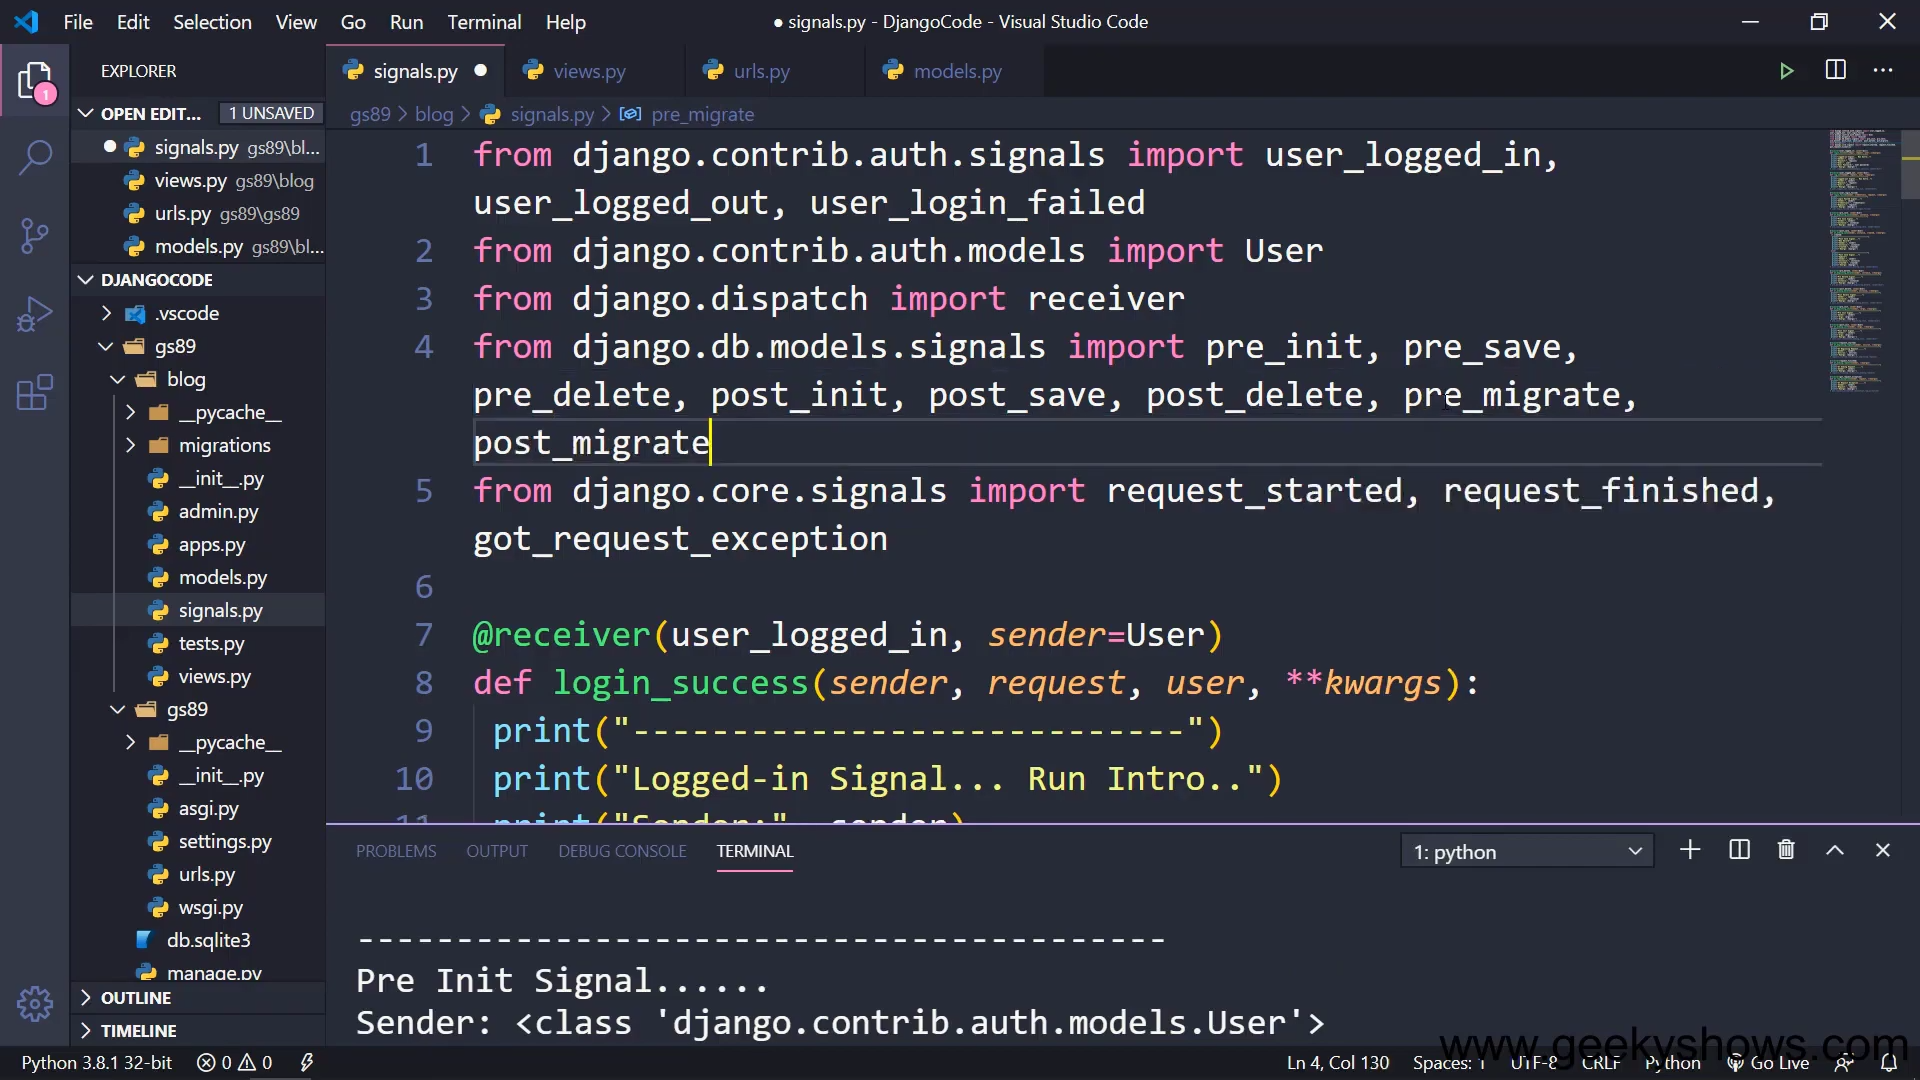 File Edit Selection View Go Run Terminal Help
● signals.py - DjangoCode - Visual Studio Code
EXPLORER
1
OPEN EDIT... 1 UNSAVED
signals.py gs89\bl...
views.py gs89\blog
urls.py gs89\gs89
models.py gs89\bl...
DJANGOCODE
.vscode
gs89
blog
__pycache__
migrations
__init__.py
admin.py
apps.py
models.py
signals.py
tests.py
views.py
gs89
__pycache__
__init__.py
asgi.py
settings.py
urls.py
wsgi.py
db.sqlite3
manage.py
OUTLINE
TIMELINE
signals.py views.py urls.py models.py
gs89 > blog > signals.py > pre_migrate
1 from django.contrib.auth.signals import user_logged_in,
user_logged_out, user_login_failed
2 from django.contrib.auth.models import User
3 from django.dispatch import receiver
4 from django.db.models.signals import pre_init, pre_save,
pre_delete, post_init, post_save, post_delete, pre_migrate,
post_migrate
5 from django.core.signals import request_started, request_finished,
got_request_exception
6
7 @receiver(user_logged_in, sender=User)
8 def login_success(sender, request, user, **kwargs):
9 print("----------------------------")
10 print("Logged-in Signal... Run Intro..")
11 print("Sender:", sender)
PROBLEMS OUTPUT DEBUG CONSOLE TERMINAL
1: python
-----------------------------------------
Pre Init Signal......
Sender: <class 'django.contrib.auth.models.User'>
www.geekyshows.com
Python 3.8.1 32-bit 0 0
Ln 4, Col 130 Spaces: 1 UTF-8 CRLF Python Go Live